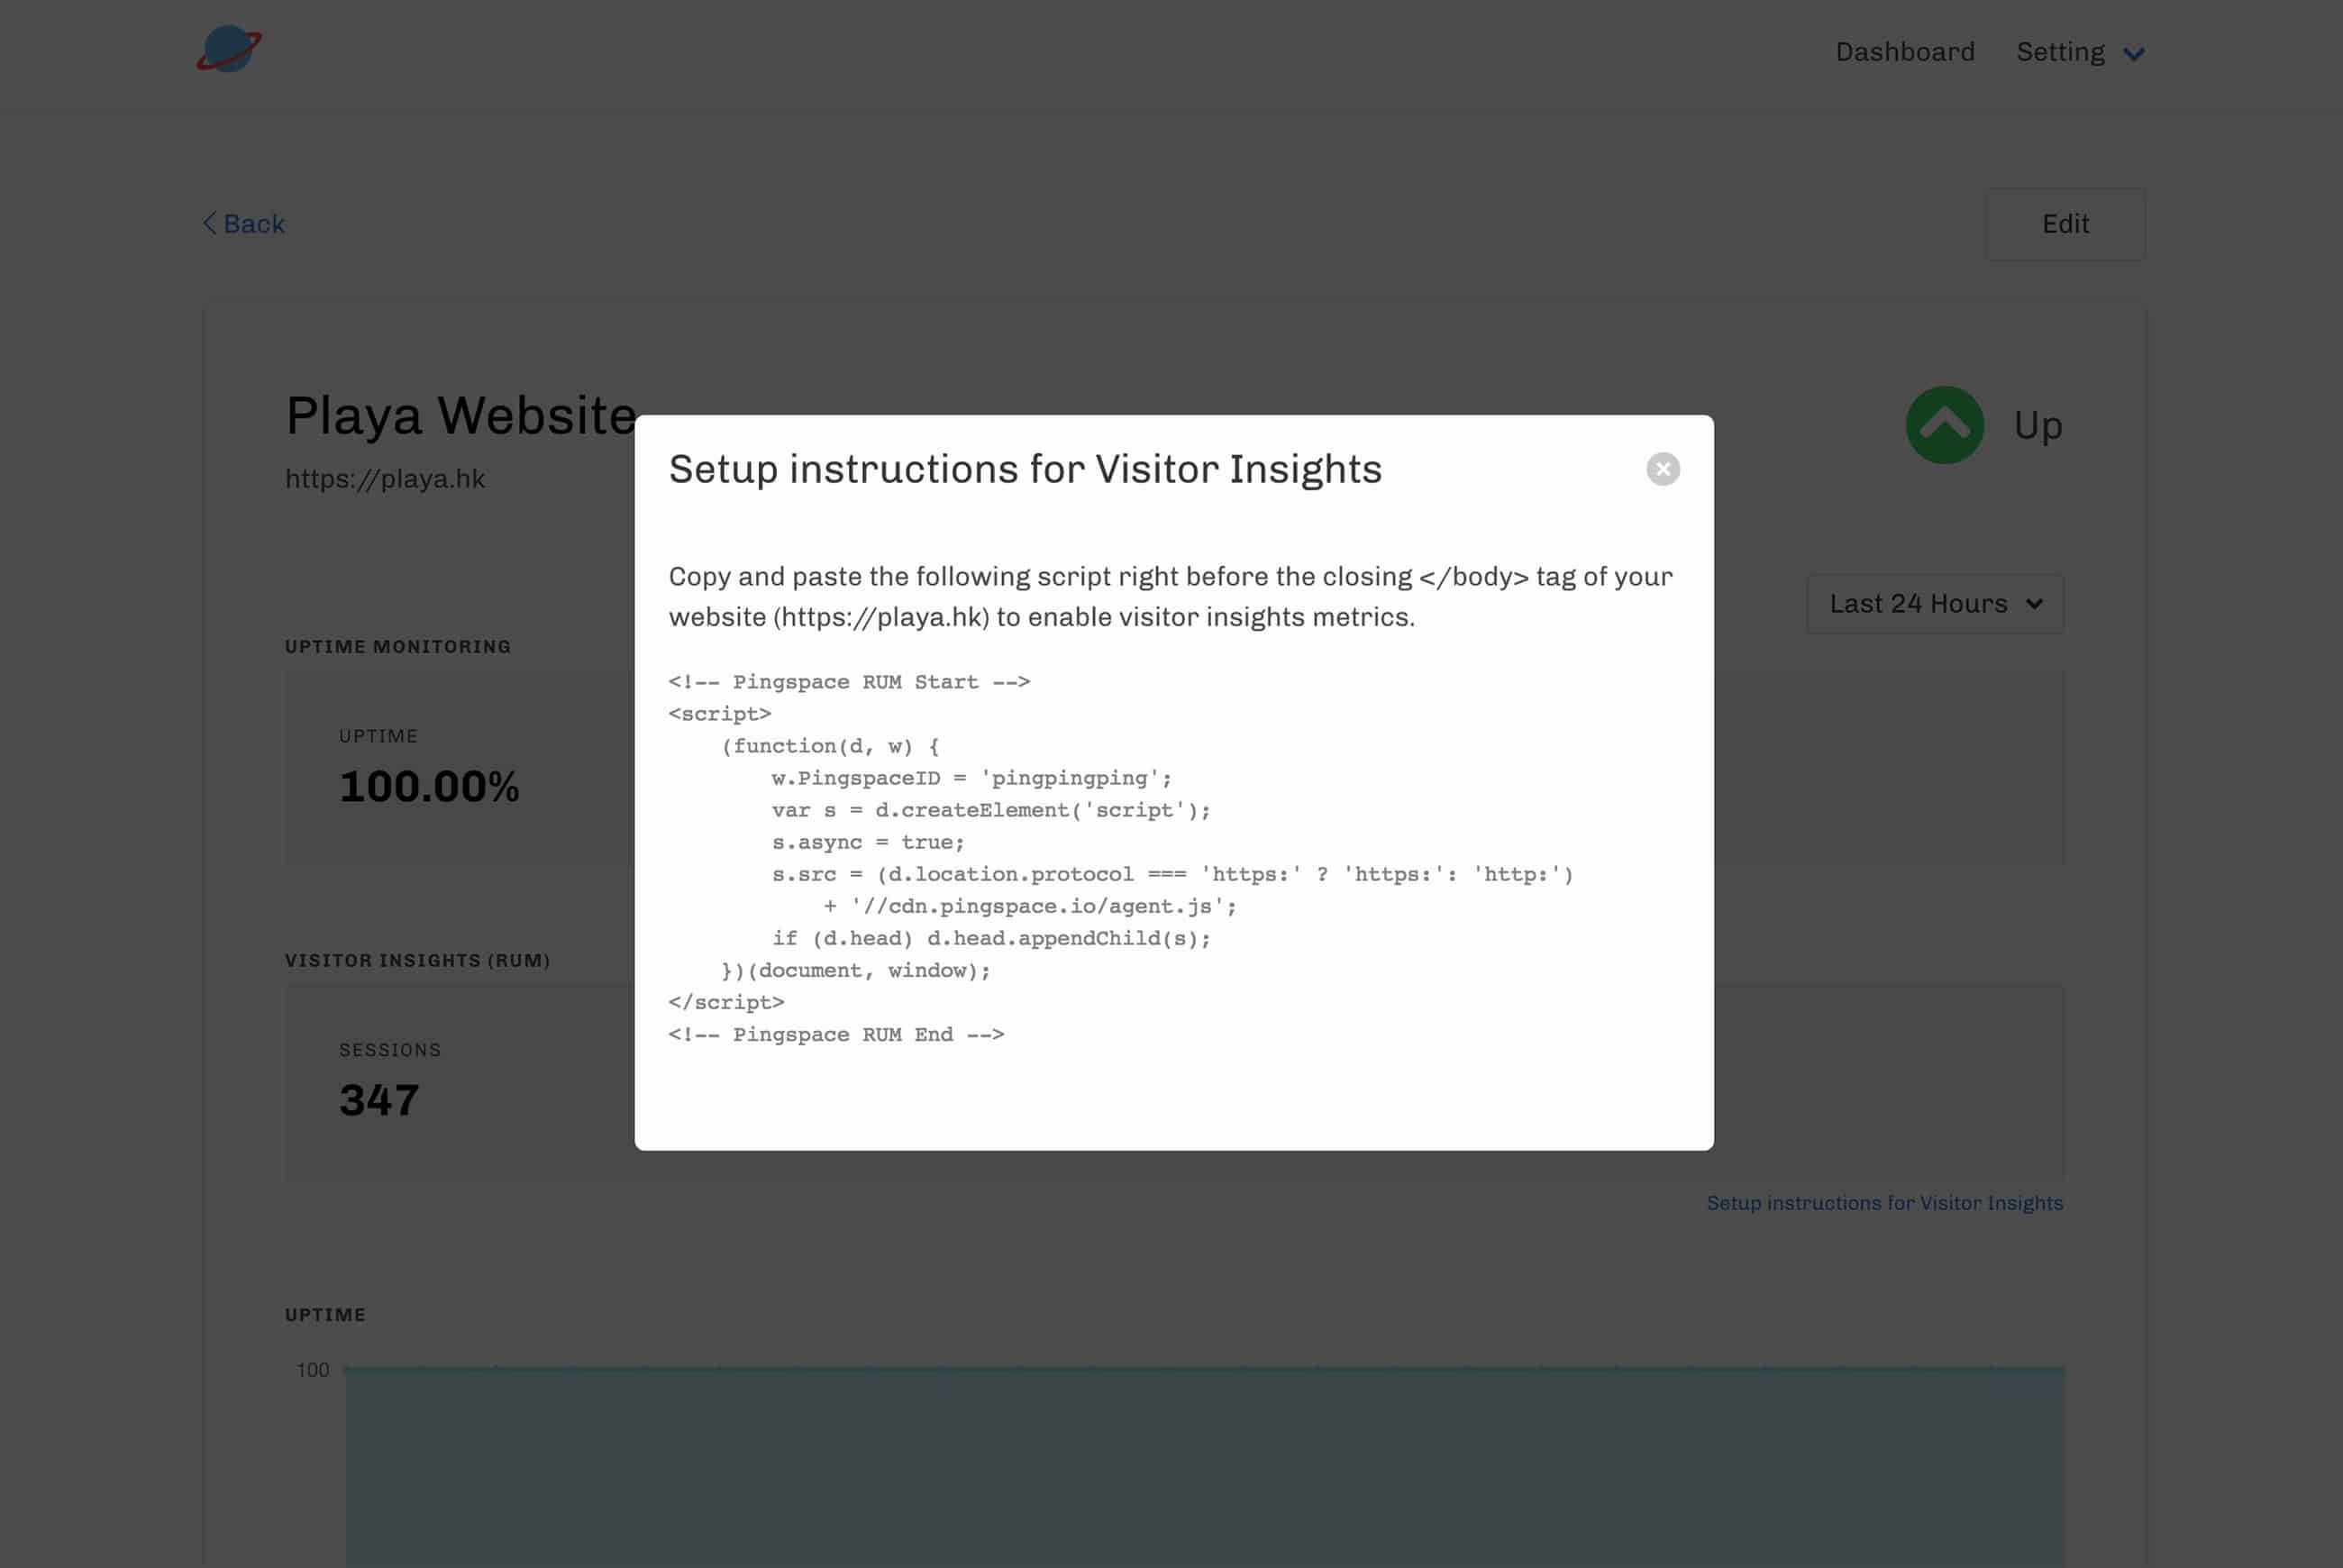 Dashboard Setting
Back
Edit
Playa Website
https://playa.hk
Up
Last 24 Hours
UPTIME MONITORING
UPTIME
100.00%
VISITOR INSIGHTS (RUM)
SESSIONS
347
Setup instructions for Visitor Insights
Copy and paste the following script right before the closing </body> tag of your
website (https://playa.hk) to enable visitor insights metrics.
<!-- Pingspace RUM Start -->
<script>
    (function(d, w) {
        w.PingspaceID = 'pingpingping';
        var s = d.createElement('script');
        s.async = true;
        s.src = (d.location.protocol === 'https:' ? 'https:': 'http:')
            + '//cdn.pingspace.io/agent.js';
        if (d.head) d.head.appendChild(s);
    })(document, window);
</script>
<!-- Pingspace RUM End -->
Setup instructions for Visitor Insights
UPTIME
100